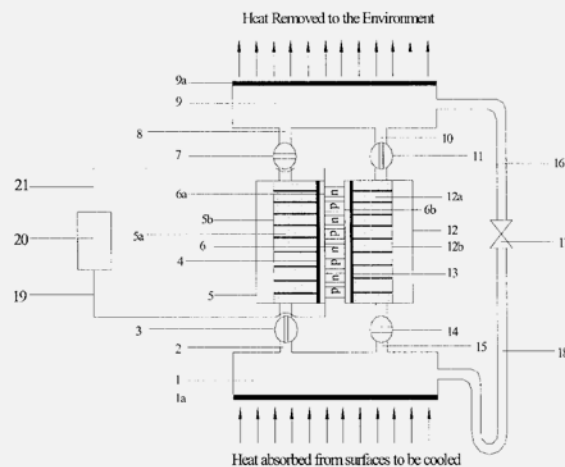 Heat Removed to the Environment
9a
9
8
10
7
11
16
21
6a
n
12a
p
6b
5b
n
20
5a
p
12
17
6
n
12b
4
p
13
n
19
5
p
3
14
2
15
18
1
1a
Heat absorbed from surfaces to be cooled